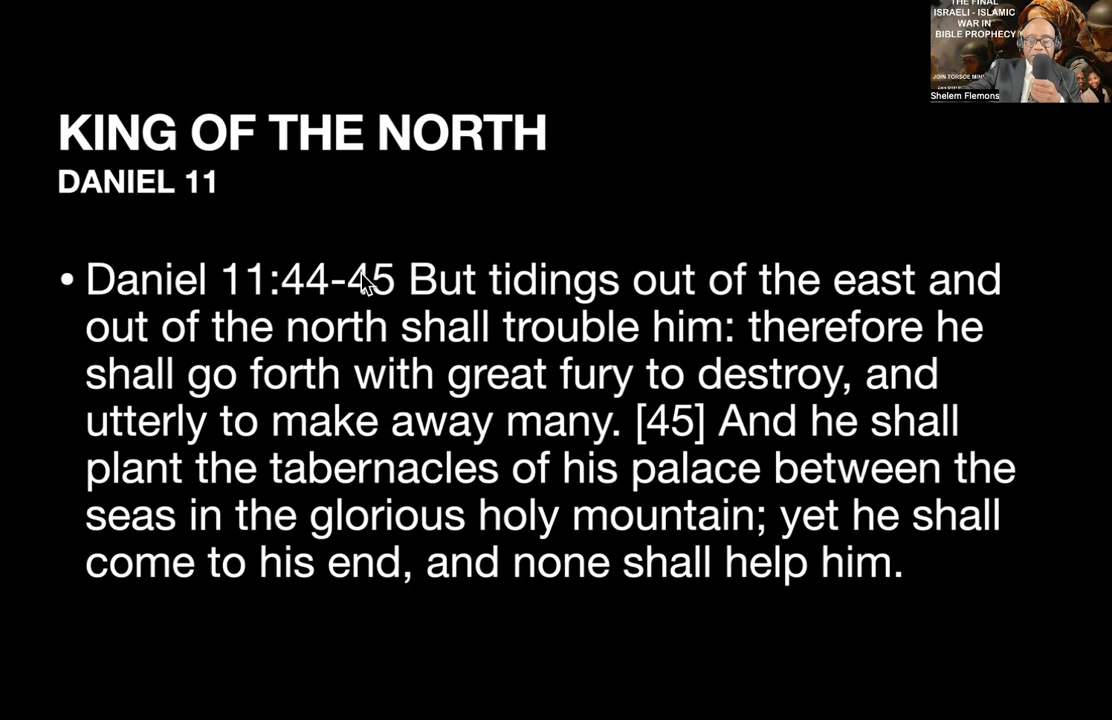 THE FINAL
ISRAELI - ISLAMIC
WAR IN
BIBLE PROPHECY
JOIN TORSOE
Shelem Flemons
KING OF THE NORTH
DANIEL 11
• Daniel 11:44-45 But tidings out of the east and
out of the north shall trouble him: therefore he
shall go forth with great fury to destroy, and
utterly to make away many. [45] And he shall
plant the tabernacles of his palace between the
seas in the glorious holy mountain; yet he shall
come to his end, and none shall help him.